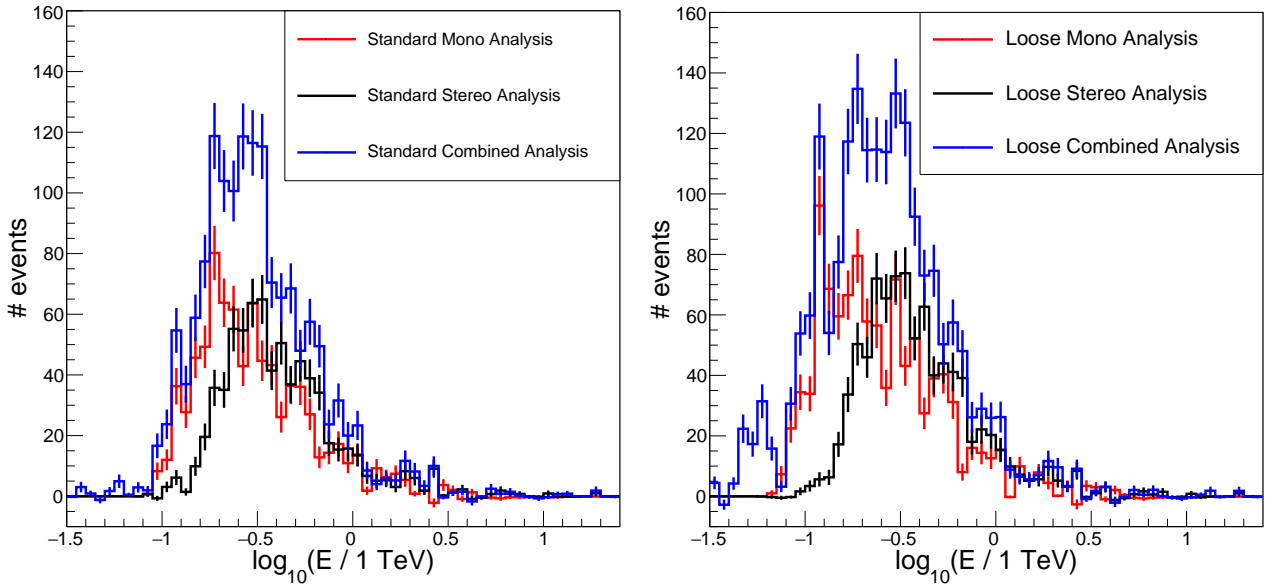 160
140
120
100
80
60
40
20
0
# events
Standard Mono Analysis
Standard Stereo Analysis
Standard Combined Analysis
−1.5 −1 −0.5 0 0.5 1
log10(E / 1 TeV)
160
140
120
100
80
60
40
20
0
# events
Loose Mono Analysis
Loose Stereo Analysis
Loose Combined Analysis
−1.5 −1 −0.5 0 0.5 1
log10(E / 1 TeV)